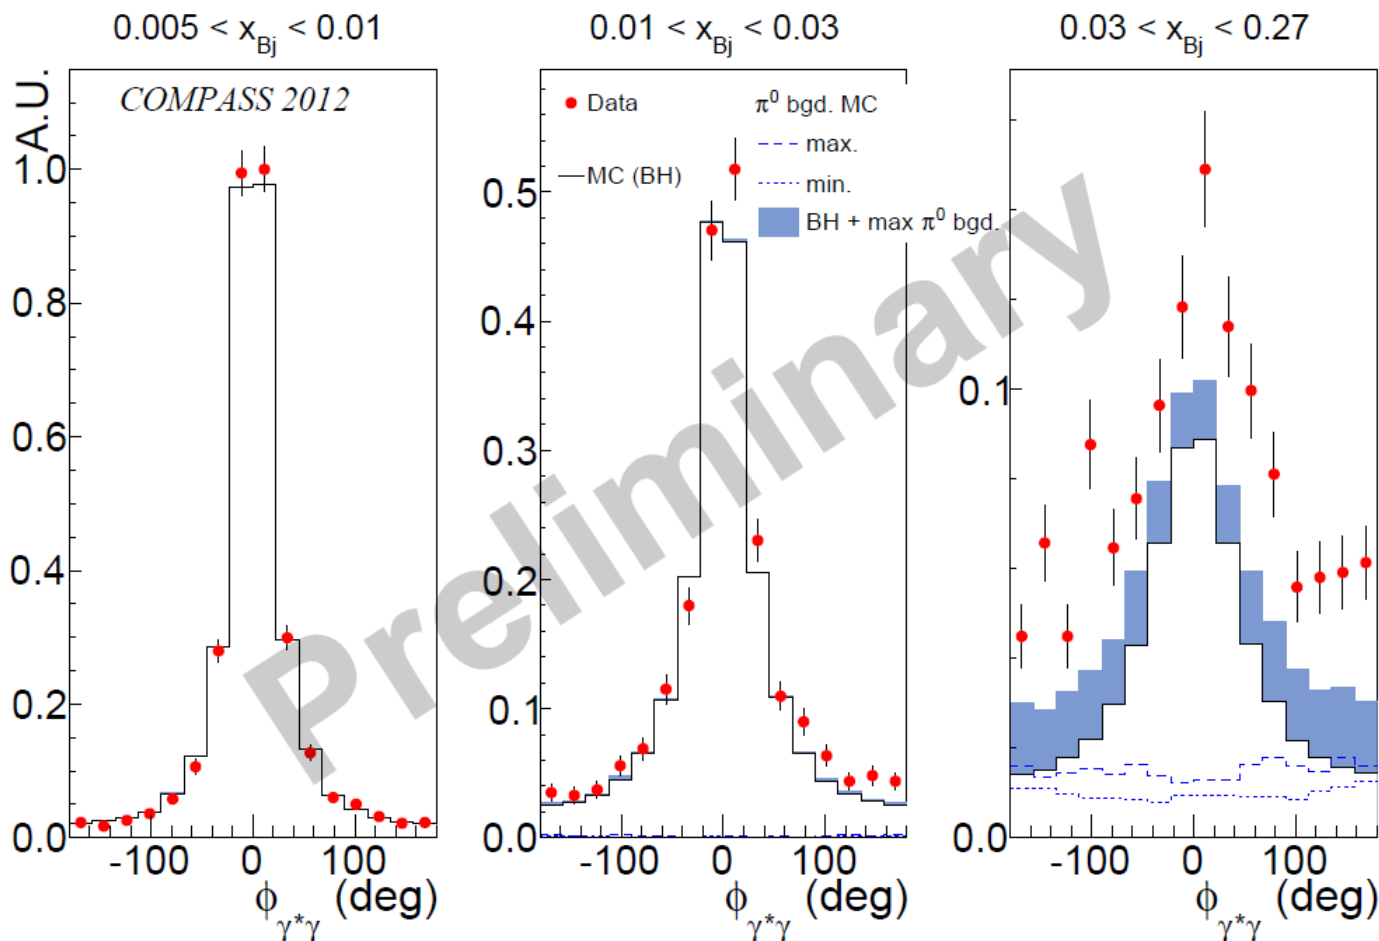 0.005 < x_Bj < 0.01
0.01 < x_Bj < 0.03
0.03 < x_Bj < 0.27
A.U.
COMPASS 2012
Data
MC (BH)
π⁰ bgd. MC
max.
min.
BH + max π⁰ bgd.
Preliminary
1.0
0.8
0.6
0.4
0.2
0.0
0.5
0.4
0.3
0.2
0.1
0.0
0.1
0.0
-100 0 100
-100 0 100
-100 0 100
ϕ_γ*γ (deg)
ϕ_γ*γ (deg)
ϕ_γ*γ (deg)